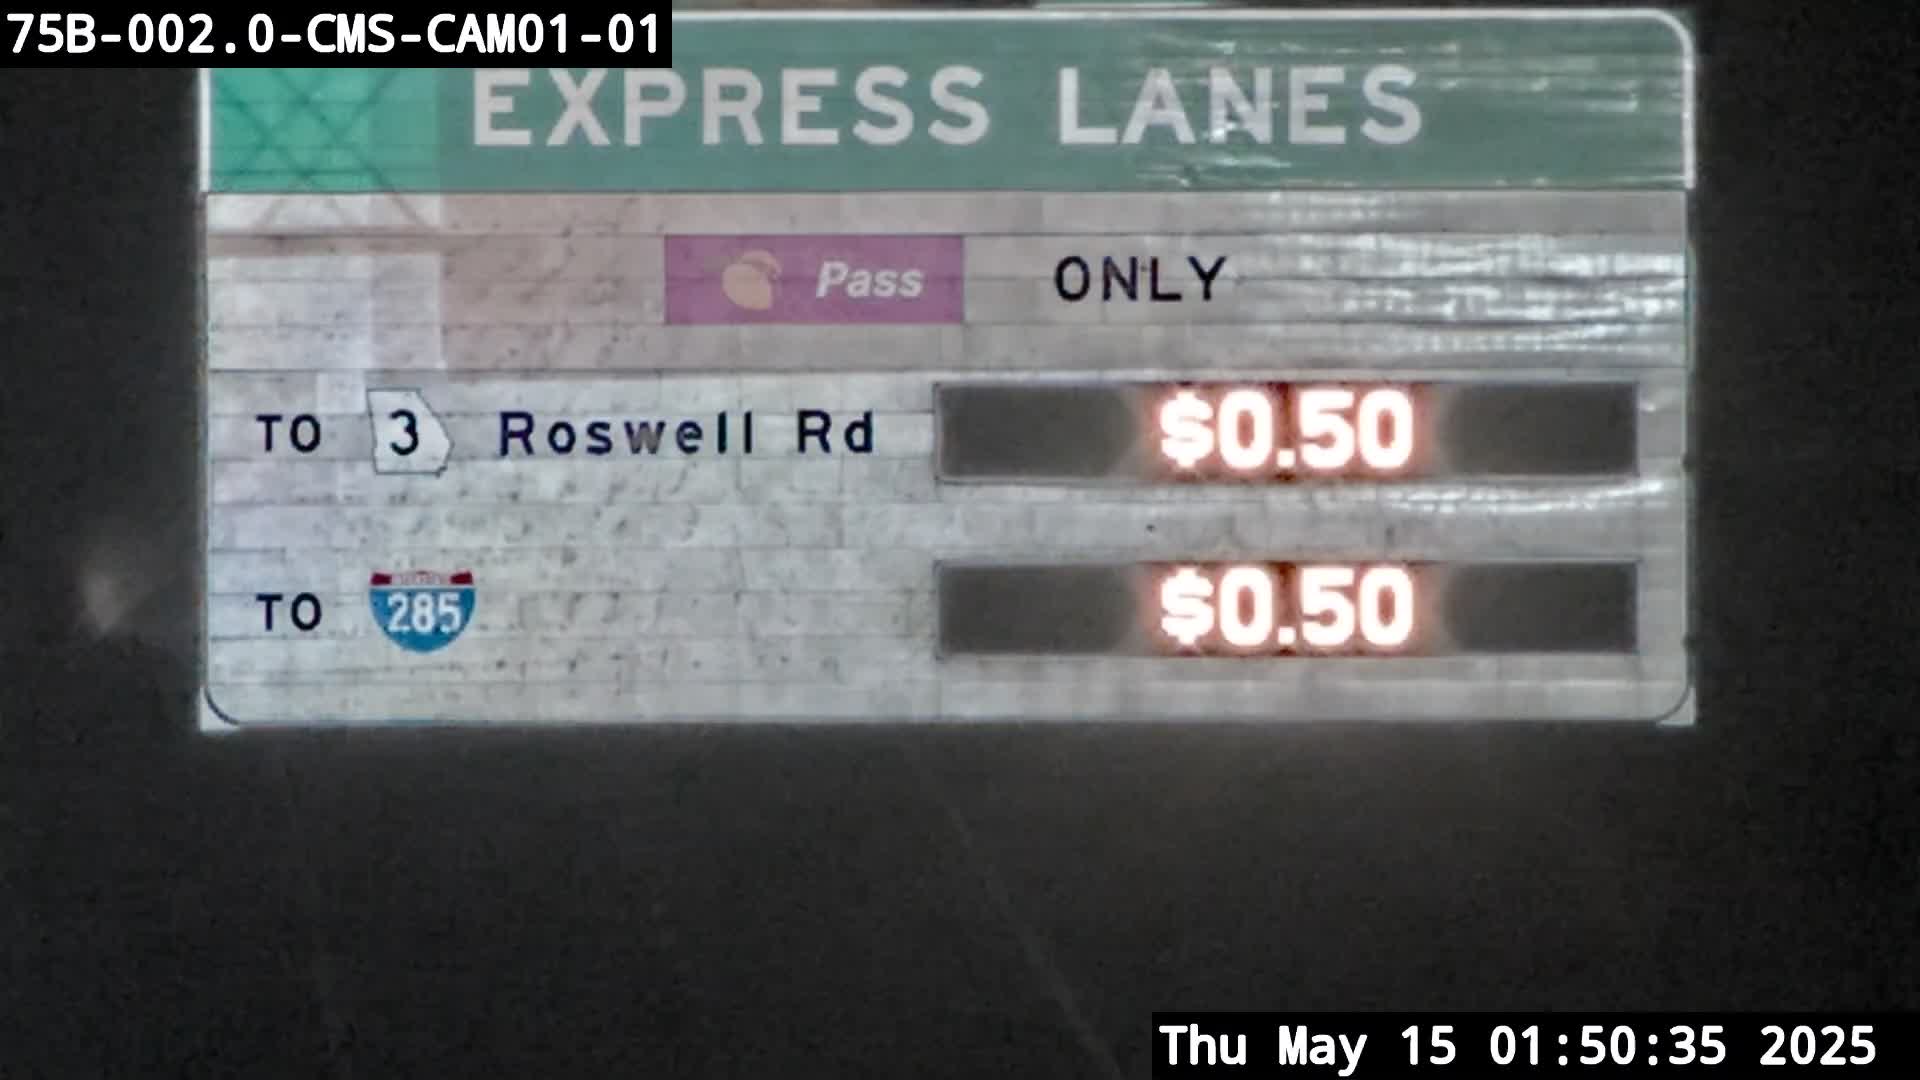 75B-002.0-CMS-CAM01-01
EXPRESS LANES
Pass ONLY
TO 3 Roswell Rd $0.50
TO 285 $0.50
Thu May 15 01:50:35 2025